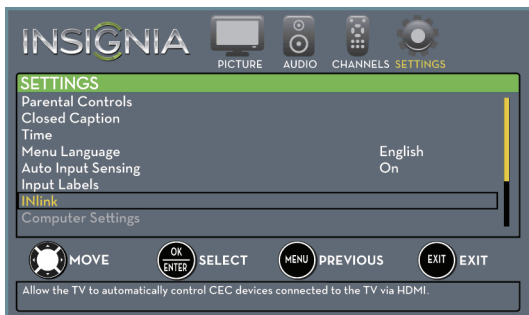 INSIGNIA
PICTURE AUDIO CHANNELS SETTINGS
SETTINGS
Parental Controls
Closed Caption
Time
Menu Language English
Auto Input Sensing On
Input Labels
INlink
Computer Settings
MOVE OK ENTER SELECT MENU PREVIOUS EXIT EXIT
Allow the TV to automatically control CEC devices connected to the TV via HDMI.